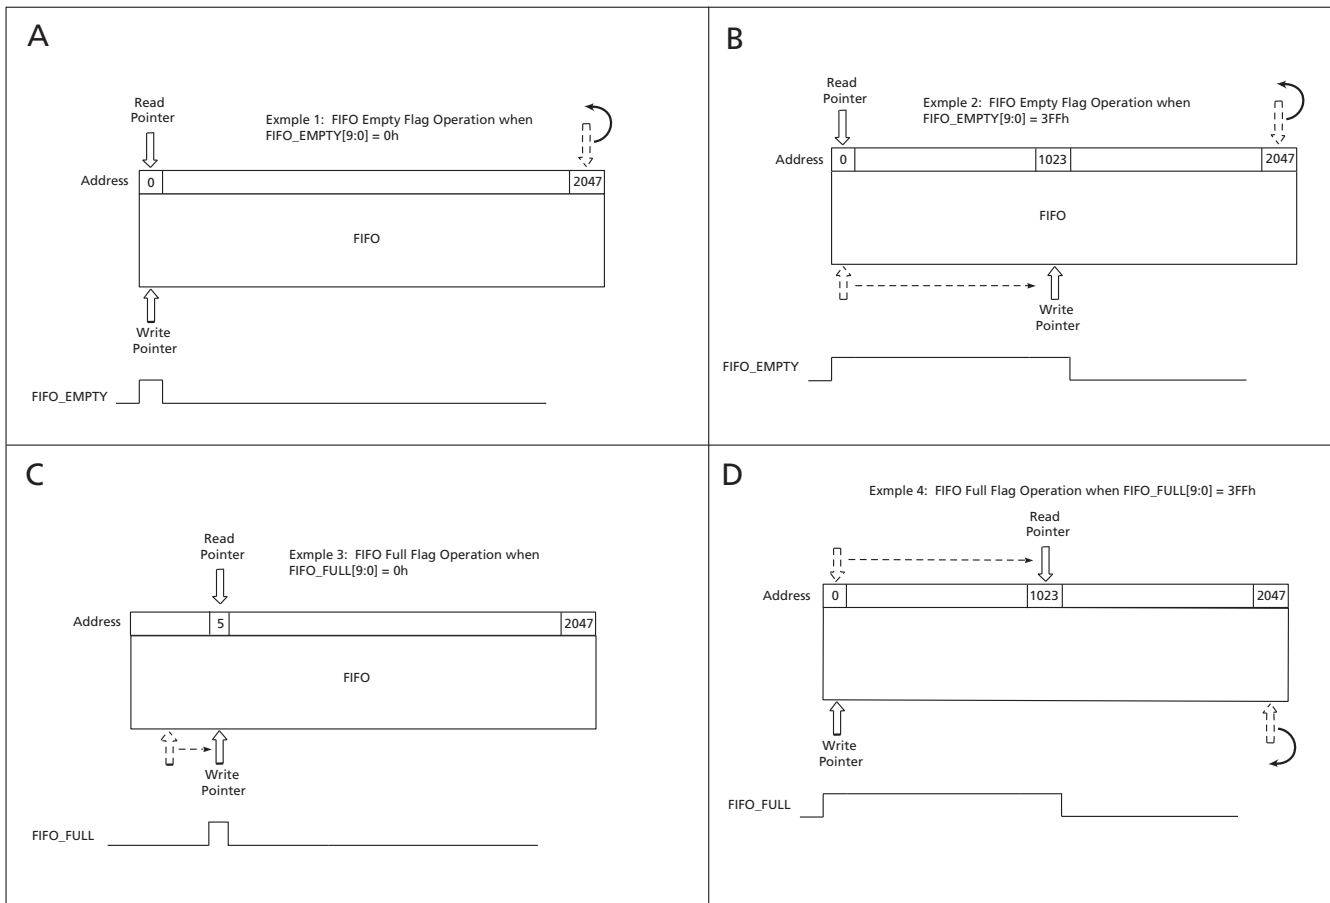 A
Read
Pointer
Exmple 1: FIFO Empty Flag Operation when
FIFO_EMPTY[9:0] = 0h
Address
0
2047
FIFO
Write
Pointer
FIFO_EMPTY
B
Read
Pointer
Exmple 2: FIFO Empty Flag Operation when
FIFO_EMPTY[9:0] = 3FFh
Address
0
1023
2047
FIFO
Write
Pointer
FIFO_EMPTY
C
Read
Pointer
Exmple 3: FIFO Full Flag Operation when
FIFO_FULL[9:0] = 0h
Address
5
2047
FIFO
Write
Pointer
FIFO_FULL
D
Exmple 4: FIFO Full Flag Operation when FIFO_FULL[9:0] = 3FFh
Read
Pointer
Address
0
1023
2047
Write
Pointer
FIFO_FULL